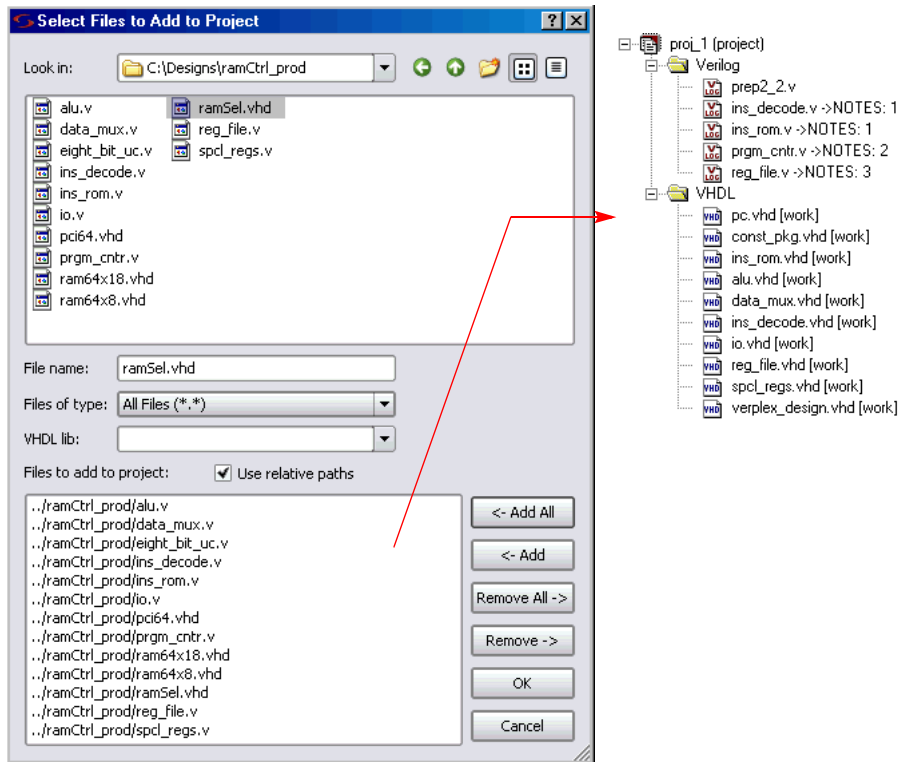 Select Files to Add to Project
Look in:
C:\Designs\ramCtrl_prod
alu.v
data_mux.v
eight_bit_uc.v
ins_decode.v
ins_rom.v
io.v
pci64.vhd
prgm_cntr.v
ram64x18.vhd
ram64x8.vhd
ramSel.vhd
reg_file.v
spcl_regs.v
File name:
ramSel.vhd
Files of type:
All Files (*.*)
VHDL lib:
Files to add to project:
Use relative paths
../ramCtrl_prod/alu.v
../ramCtrl_prod/data_mux.v
../ramCtrl_prod/eight_bit_uc.v
../ramCtrl_prod/ins_decode.v
../ramCtrl_prod/ins_rom.v
../ramCtrl_prod/io.v
../ramCtrl_prod/pci64.vhd
../ramCtrl_prod/prgm_cntr.v
../ramCtrl_prod/ram64x18.vhd
../ramCtrl_prod/ram64x8.vhd
../ramCtrl_prod/ramSel.vhd
../ramCtrl_prod/reg_file.v
../ramCtrl_prod/spcl_regs.v
<- Add All
<- Add
Remove All ->
Remove ->
OK
Cancel
proj_1 (project)
Verilog
prep2_2.v
ins_decode.v ->NOTES: 1
ins_rom.v ->NOTES: 1
prgm_cntr.v ->NOTES: 2
reg_file.v ->NOTES: 3
VHDL
pc.vhd [work]
const_pkg.vhd [work]
ins_rom.vhd [work]
alu.vhd [work]
data_mux.vhd [work]
ins_decode.vhd [work]
io.vhd [work]
reg_file.vhd [work]
spcl_regs.vhd [work]
verplex_design.vhd [work]